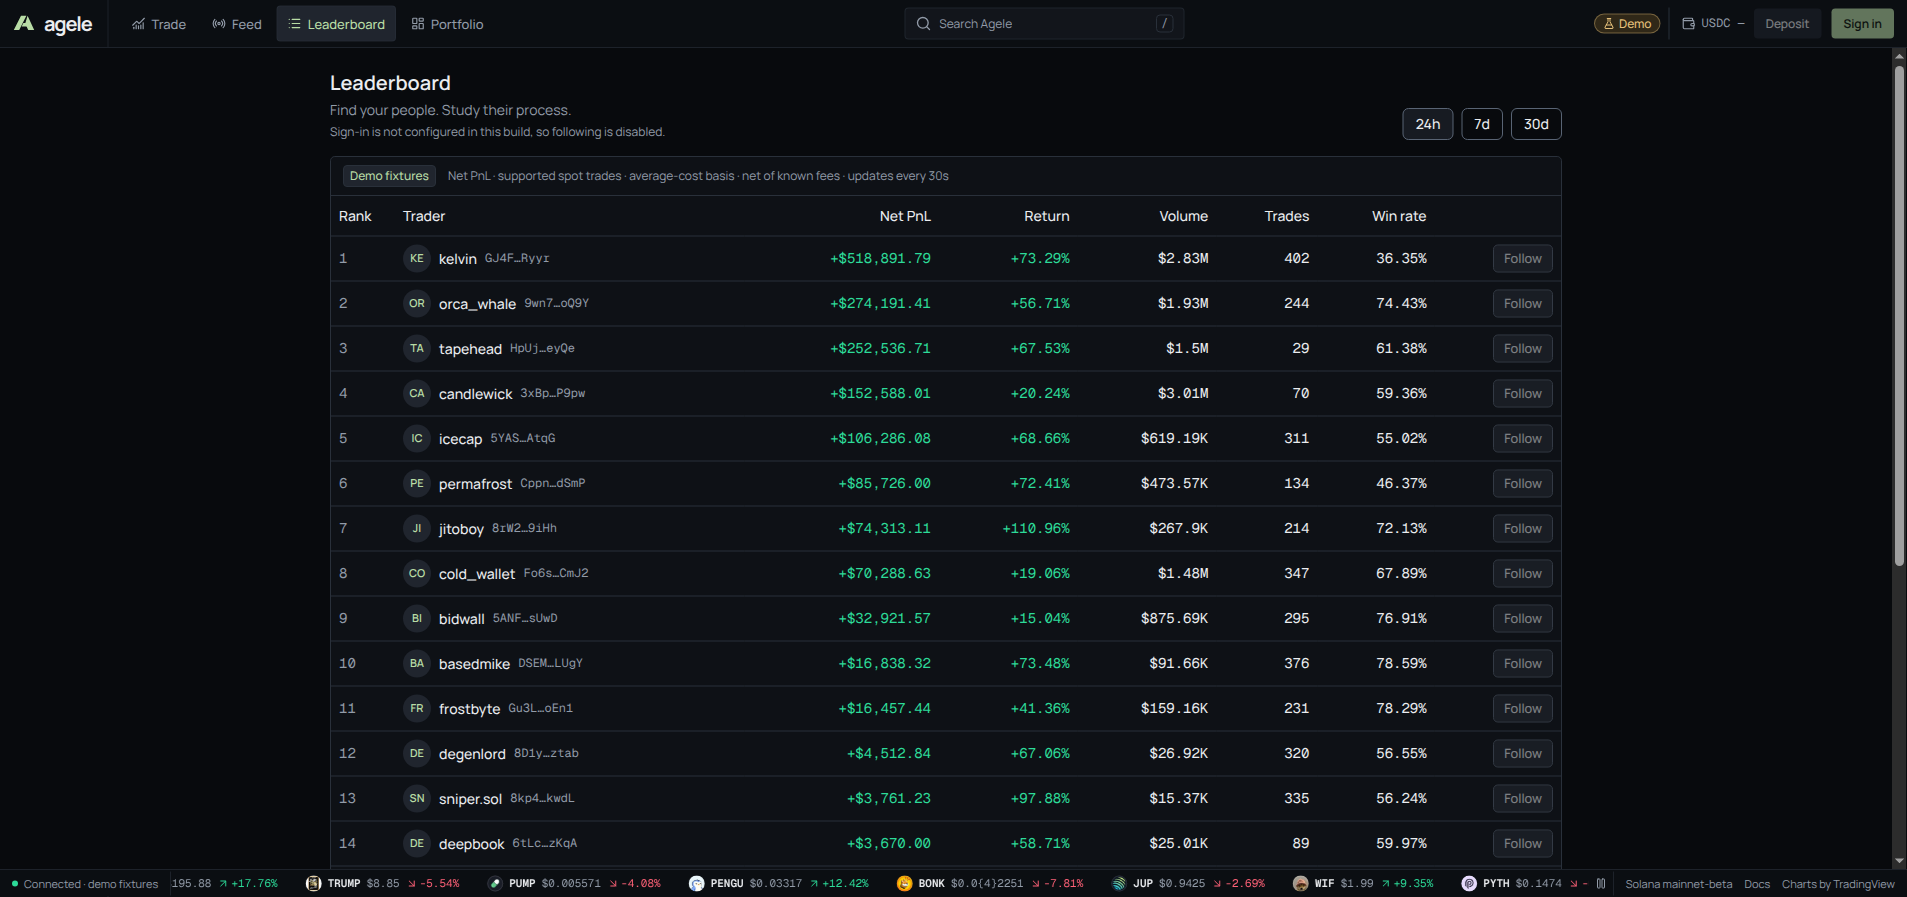 agele Trade Feed Leaderboard Portfolio Search Agele / Demo USDC – Deposit Sign in
Leaderboard
Find your people. Study their process.
Sign-in is not configured in this build, so following is disabled.
24h 7d 30d
Demo fixtures Net PnL · supported spot trades · average-cost basis · net of known fees · updates every 30s
Rank Trader Net PnL Return Volume Trades Win rate
1 KE kelvin GJ4F…Ryyr +$518,891.79 +73.29% $2.83M 402 36.35% Follow
2 OR orca_whale 9wn7…oQ9Y +$274,191.41 +56.71% $1.93M 244 74.43% Follow
3 TA tapehead HpUj…eyQe +$252,536.71 +67.53% $1.5M 29 61.38% Follow
4 CA candlewick 3xBp…P9pw +$152,588.01 +20.24% $3.01M 70 59.36% Follow
5 IC icecap 5YAS…AtqG +$106,286.08 +68.66% $619.19K 311 55.02% Follow
6 PE permafrost Cppn…dSmP +$85,726.00 +72.41% $473.57K 134 46.37% Follow
7 JI jitoboy 8rW2…9iHh +$74,313.11 +110.96% $267.9K 214 72.13% Follow
8 CO cold_wallet Fo6s…CmJ2 +$70,288.63 +19.06% $1.48M 347 67.89% Follow
9 BI bidwall 5ANF…sUwD +$32,921.57 +15.04% $875.69K 295 76.91% Follow
10 BA basedmike DSEM…LUgY +$16,838.32 +73.48% $91.66K 376 78.59% Follow
11 FR frostbyte Gu3L…oEn1 +$16,457.44 +41.36% $159.16K 231 78.29% Follow
12 DE degenlord 8D1y…ztab +$4,512.84 +67.06% $26.92K 320 56.55% Follow
13 SN sniper.sol 8kp4…kwdL +$3,761.23 +97.88% $15.37K 335 56.24% Follow
14 DE deepbook 6tLc…zKqA +$3,670.00 +58.71% $25.01K 89 59.97% Follow
Connected · demo fixtures 195.88 ↗ +17.76% TRUMP $8.85 ↘ -5.54% PUMP $0.005571 ↘ -4.08% PENGU $0.03317 ↗ +12.42% BONK $0.0{4}2251 ↘ -7.81% JUP $0.9425 ↘ -2.69% WIF $1.99 ↗ +9.35% PYTH $0.1474 ↘ - Solana mainnet-beta Docs Charts by TradingView